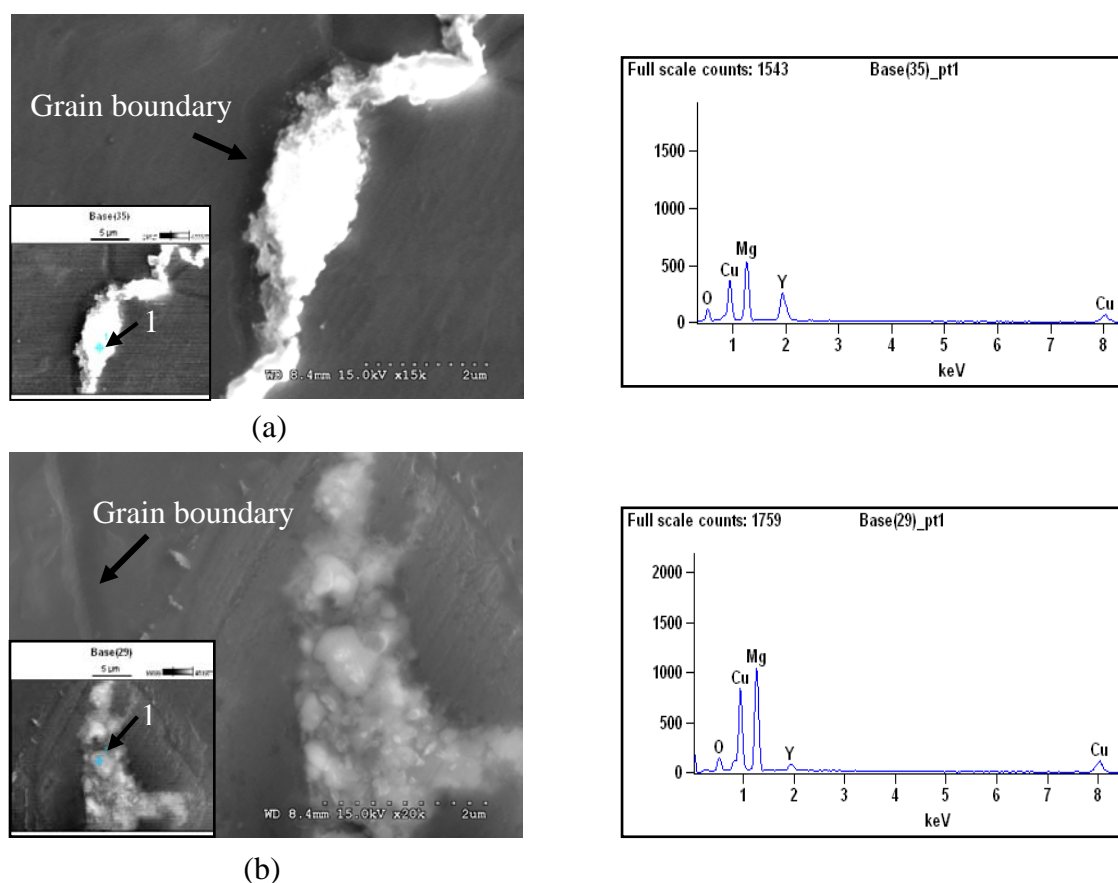 Grain boundary
Base(35)
5 µm
1
WD 8.4mm 15.0kV x15k 2um
(a)
Full scale counts: 1543 Base(35)_pt1
1500
1000
500
0
O
Cu
Mg
Y
Cu
1 2 3 4 5 6 7 8
keV
Grain boundary
Base(29)
5 µm
1
WD 8.4mm 15.0kV x20k 2um
(b)
Full scale counts: 1759 Base(29)_pt1
2000
1500
1000
500
0
O
Cu
Mg
Y
Cu
1 2 3 4 5 6 7 8
keV